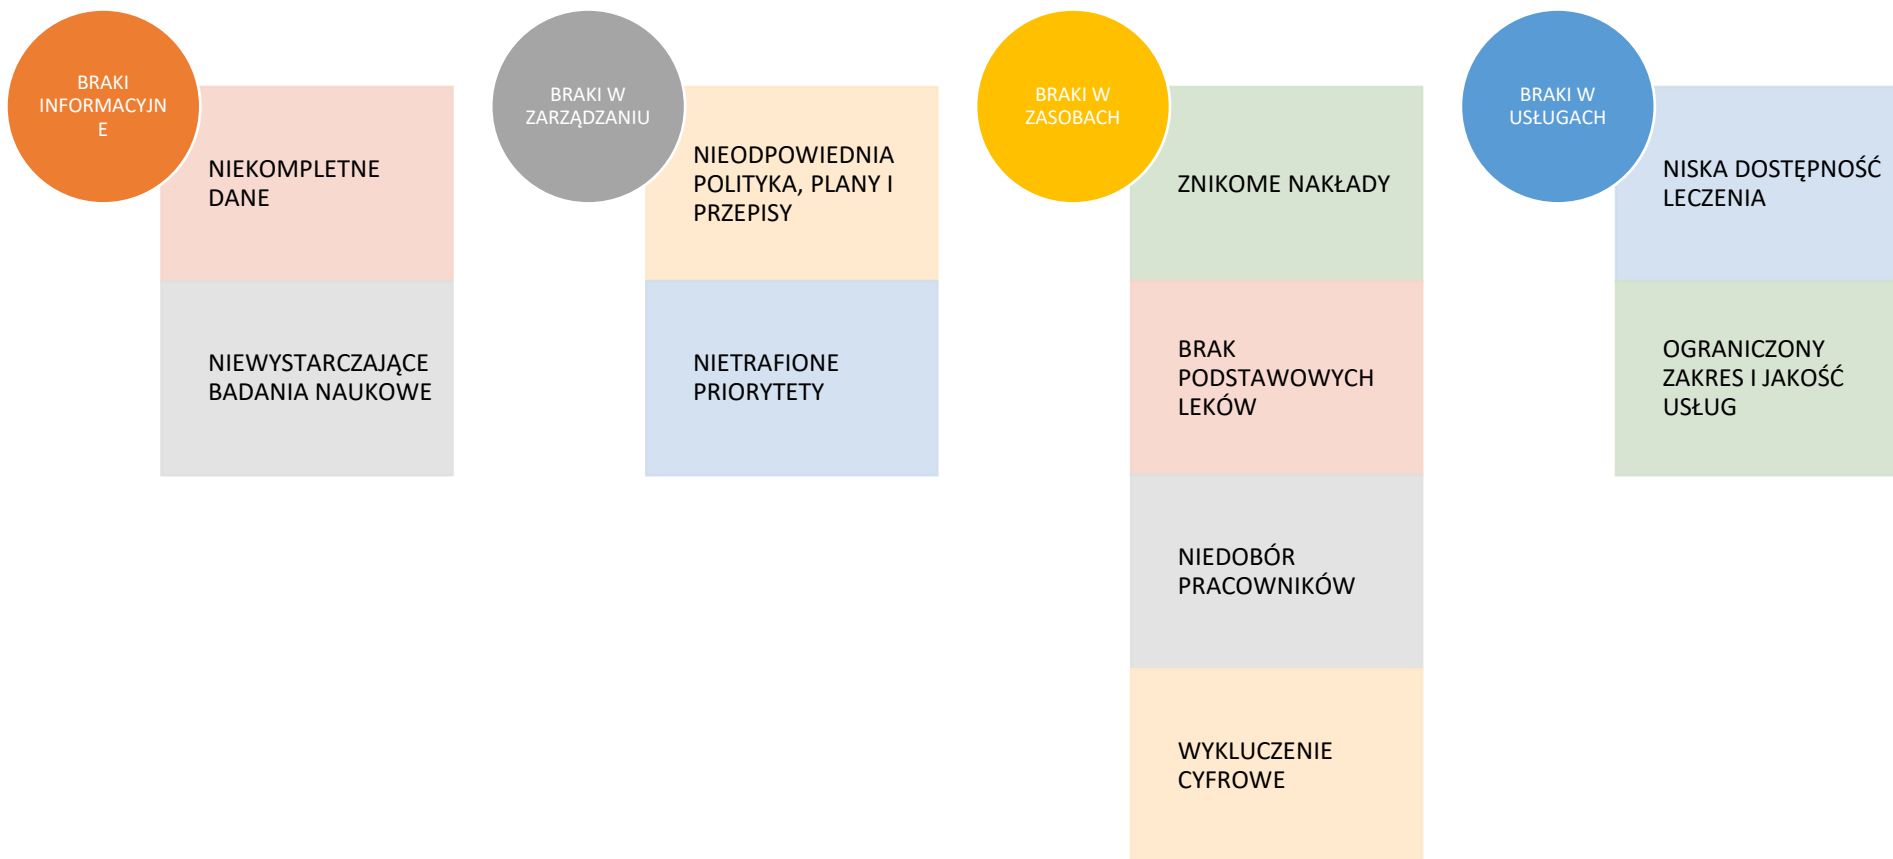 BRAKI
INFORMACYJN
E
NIEKOMPLETNE
DANE
NIEWYSTARCZAJĄCE
BADANIA NAUKOWE
BRAKI W
ZARZĄDZANIU
NIEODPOWIEDNIA
POLITYKA, PLANY I
PRZEPISY
NIETRAFIONE
PRIORYTETY
BRAKI W
ZASOBACH
ZNIKOME NAKŁADY
BRAK
PODSTAWOWYCH
LEKÓW
NIEDOBÓR
PRACOWNIKÓW
WYKLUCZENIE
CYFROWE
BRAKI W
USŁUGACH
NISKA DOSTĘPNOŚĆ
LECZENIA
OGRANICZONY
ZAKRES I JAKOŚĆ
USŁUG